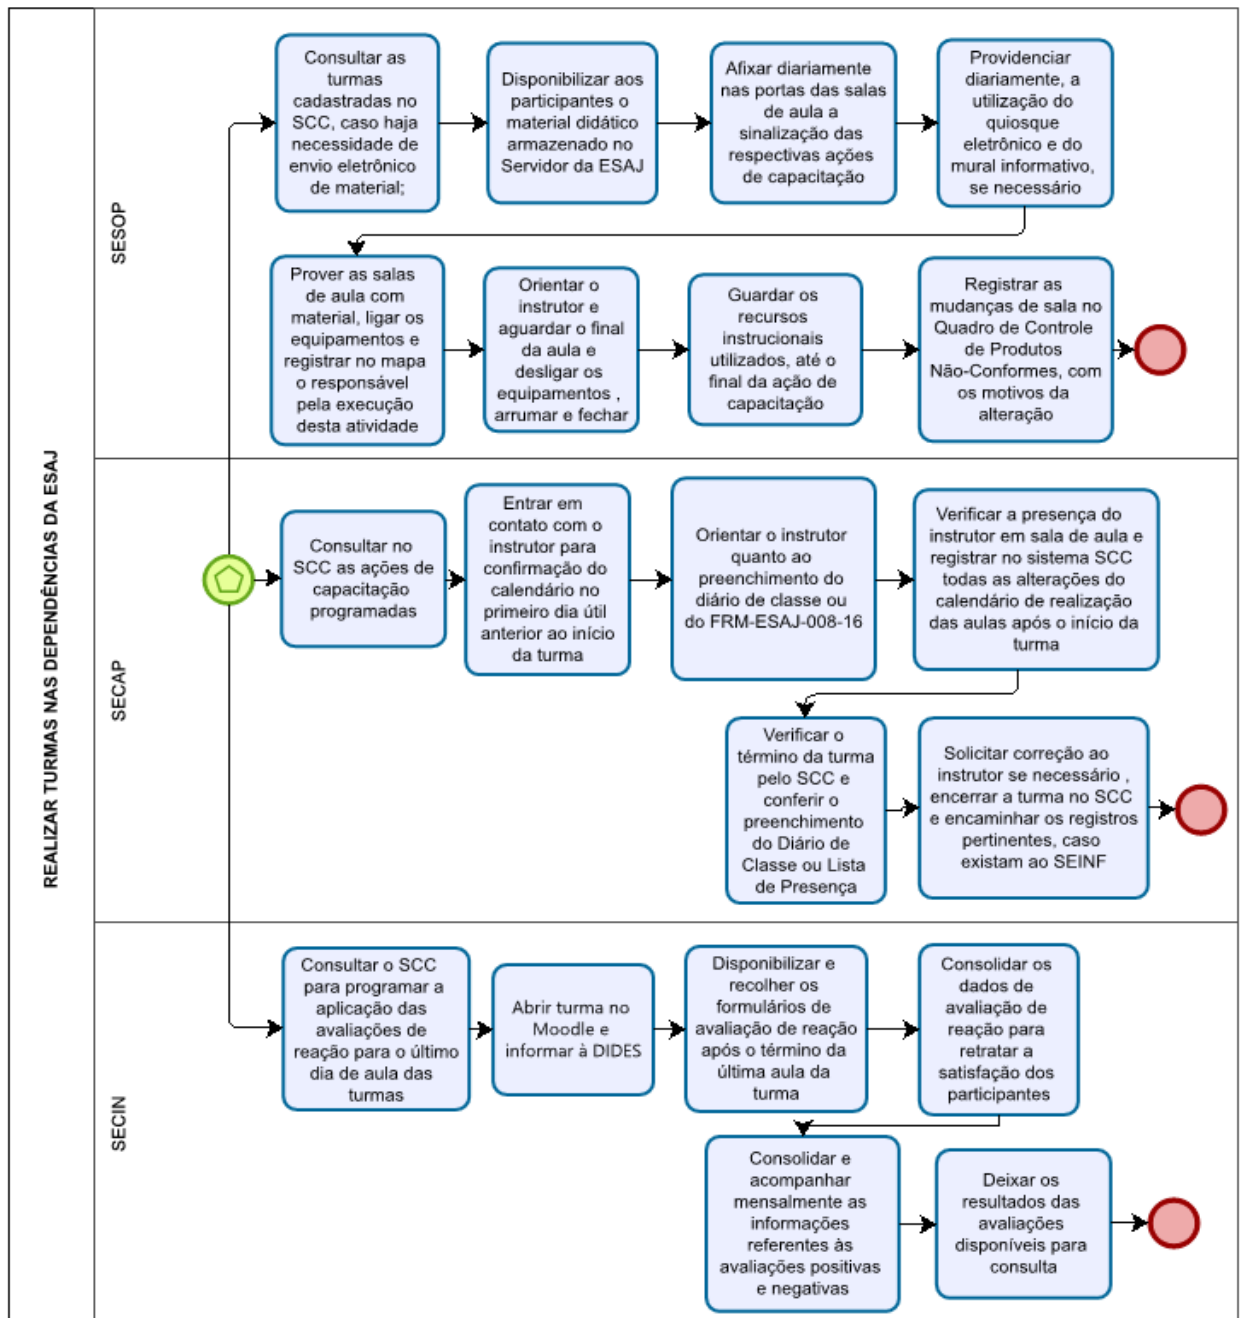 REALIZAR TURMAS NAS DEPENDÊNCIAS DA ESAJ
SESOP
Consultar as
turmas
cadastradas no
SCC, caso haja
necessidade de
envio eletrônico
de material;
Disponibilizar aos
participantes o
material didático
armazenado no
Servidor da ESAJ
Afixar diariamente
nas portas das salas
de aula a
sinalização das
respectivas ações
de capacitação
Providenciar
diariamente, a
utilização do
quiosque
eletrônico e do
mural informativo,
se necessário
Prover as salas
de aula com
material, ligar os
equipamentos e
registrar no mapa
o responsável
pela execução
desta atividade
Orientar o
instrutor e
aguardar o final
da aula e
desligar os
equipamentos ,
arrumar e fechar
Guardar os
recursos
instrucionais
utilizados, até o
final da ação de
capacitação
Registrar as
mudanças de sala no
Quadro de Controle
de Produtos
Não-Conformes, com
os motivos da
alteração
SECAP
Consultar no
SCC as ações de
capacitação
programadas
Entrar em
contato com o
instrutor para
confirmação do
calendário no
primeiro dia útil
anterior ao início
da turma
Orientar o instrutor
quanto ao
preenchimento do
diário de classe ou
do FRM-ESAJ-008-16
Verificar a presença do
instrutor em sala de aula e
registrar no sistema SCC
todas as alterações do
calendário de realização
das aulas após o início da
turma
Verificar o
término da turma
pelo SCC e
conferir o
preenchimento
do Diário de
Classe ou Lista
de Presença
Solicitar correção ao
instrutor se necessário ,
encerrar a turma no SCC
e encaminhar os registros
pertinentes, caso
existam ao SEINF
SECIN
Consultar o SCC
para programar a
aplicação das
avaliações de
reação para o último
dia de aula das
turmas
Abrir turma no
Moodle e
informar à DIDES
Disponibilizar e
recolher os
formulários de
avaliação de reação
após o término da
última aula da
turma
Consolidar os
dados de
avaliação de
reação para
retratar a
satisfação dos
participantes
Consolidar e
acompanhar
mensalmente as
informações
referentes às
avaliações positivas
e negativas
Deixar os
resultados das
avaliações
disponíveis para
consulta